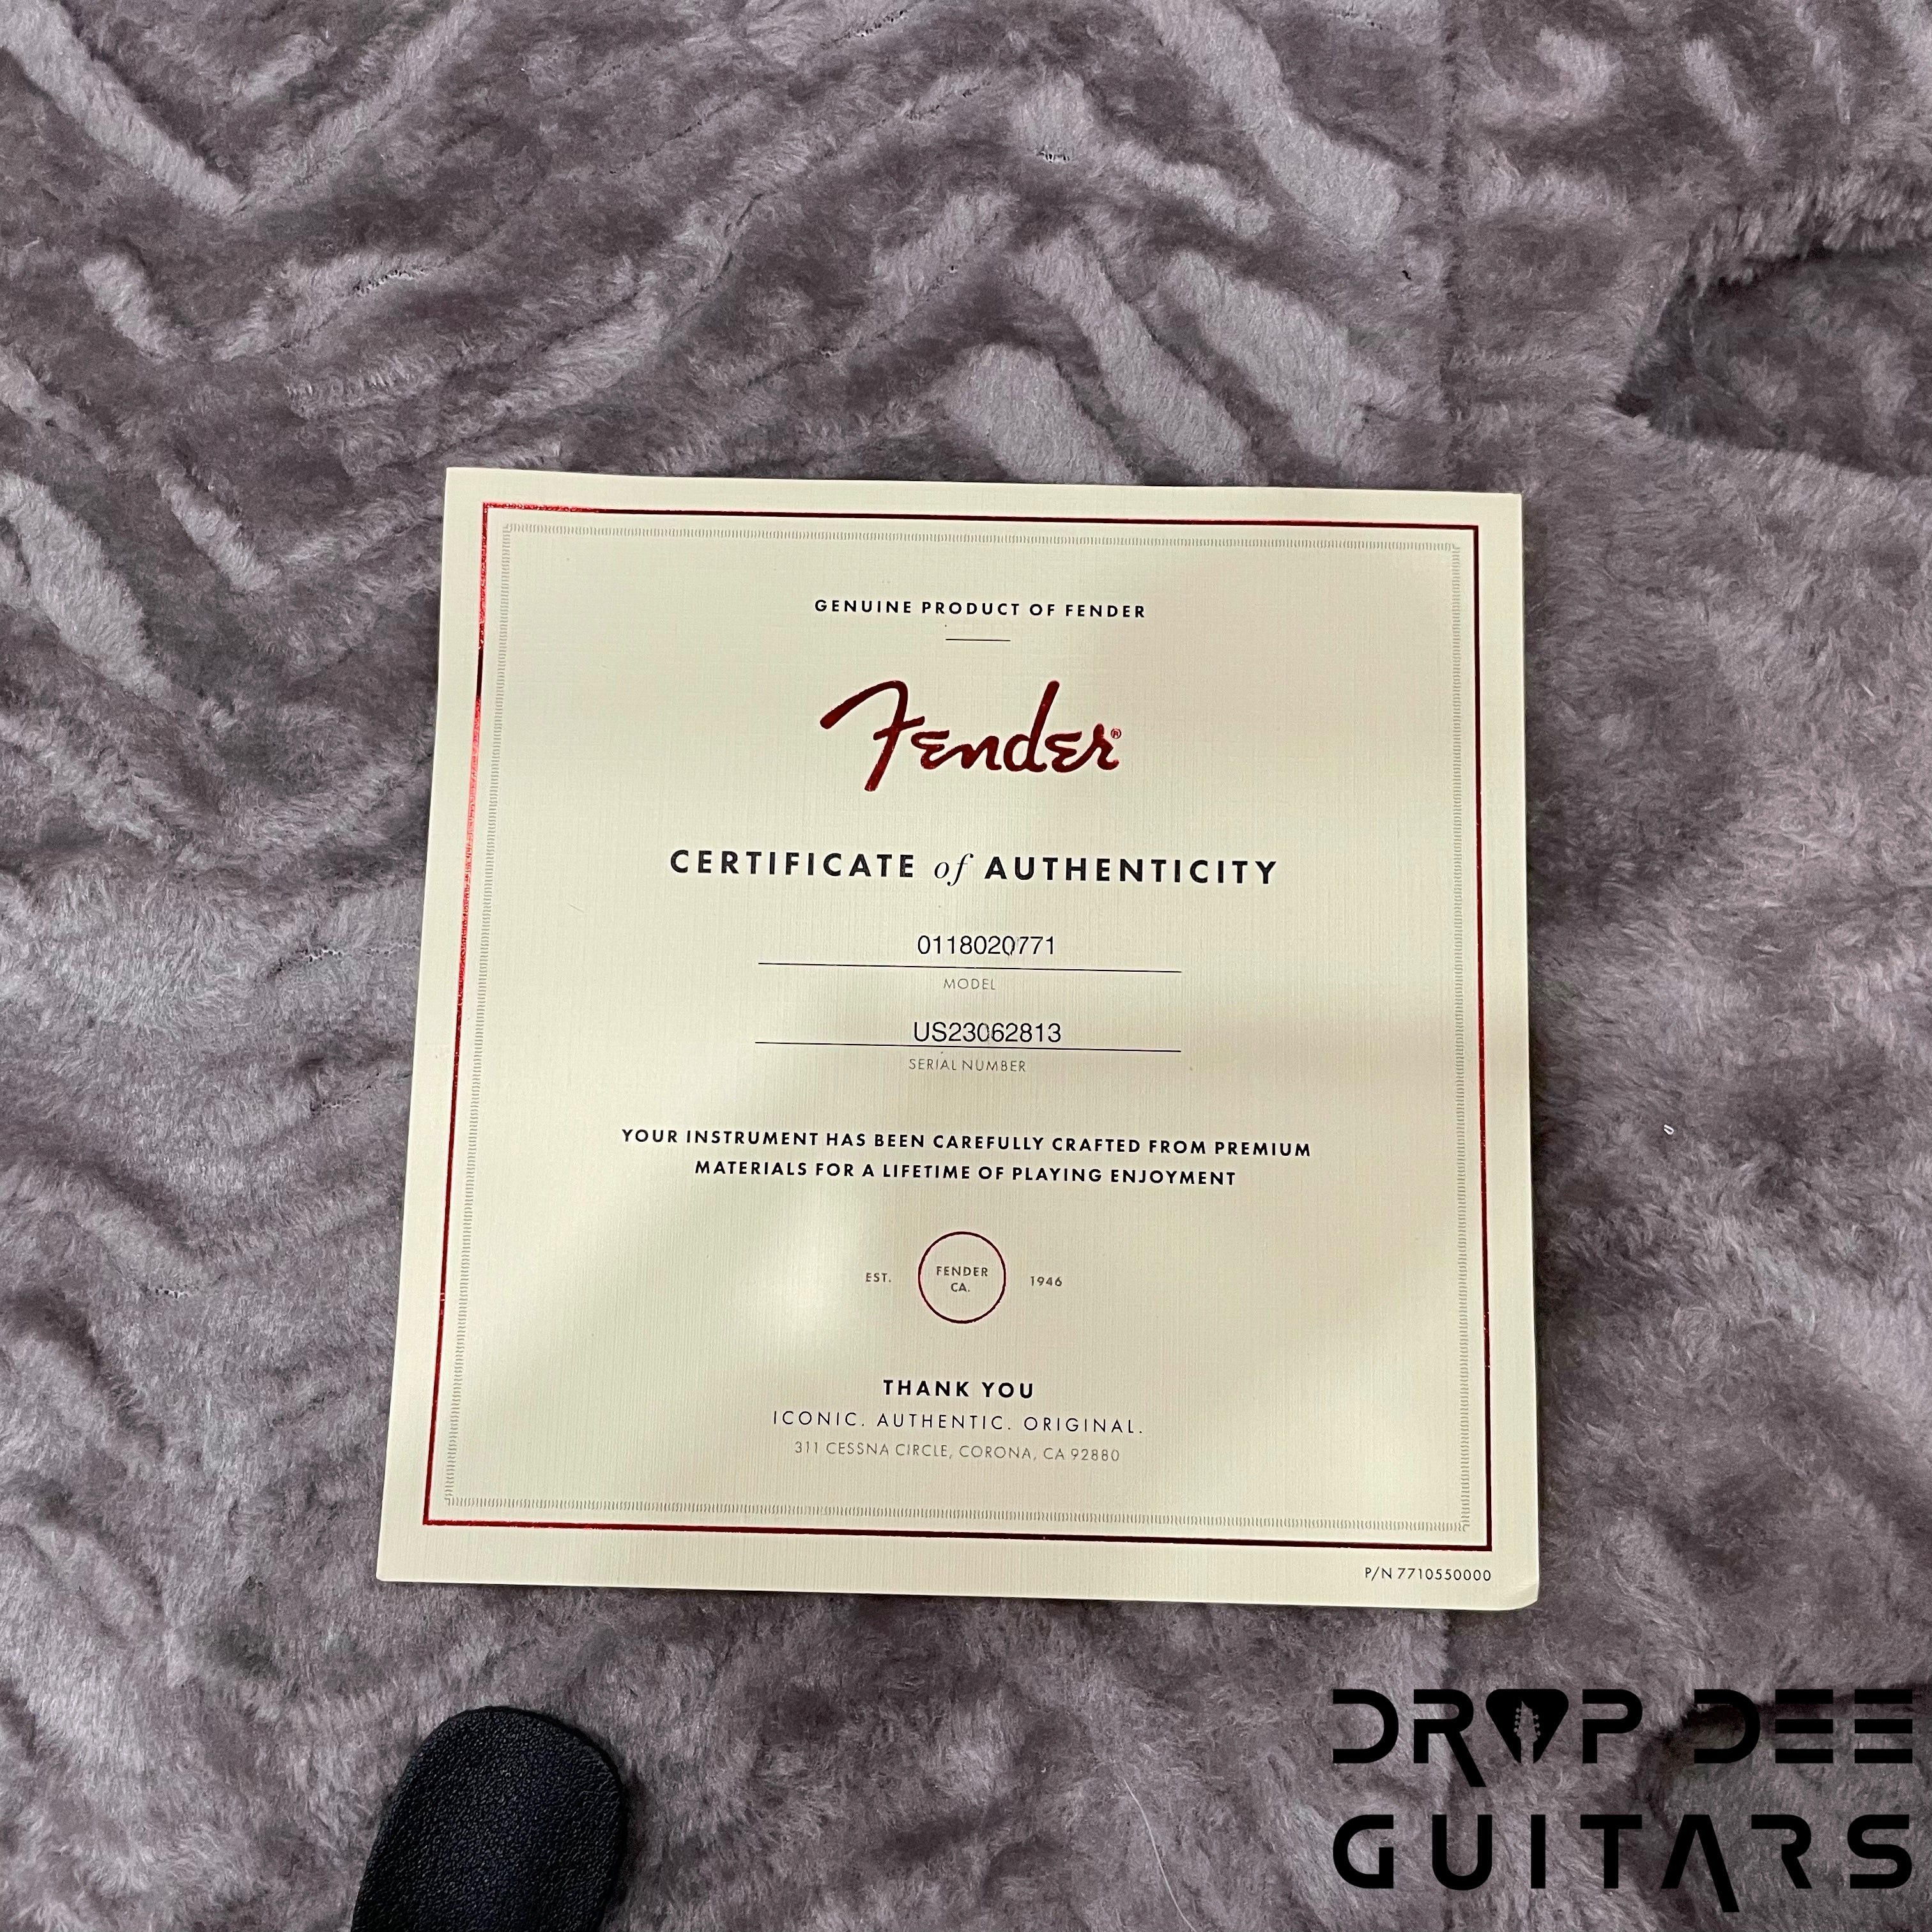 GENUINE PRODUCT OF FENDER
Fender®
CERTIFICATE of AUTHENTICITY
0118020771
MODEL
US23062813
SERIAL NUMBER
YOUR INSTRUMENT HAS BEEN CAREFULLY CRAFTED FROM PREMIUM
MATERIALS FOR A LIFETIME OF PLAYING ENJOYMENT
EST. FENDER CA. 1946
THANK YOU
ICONIC. AUTHENTIC. ORIGINAL.
311 CESSNA CIRCLE, CORONA, CA 92880
P/N 7710550000
DROP DEE
GUITARS